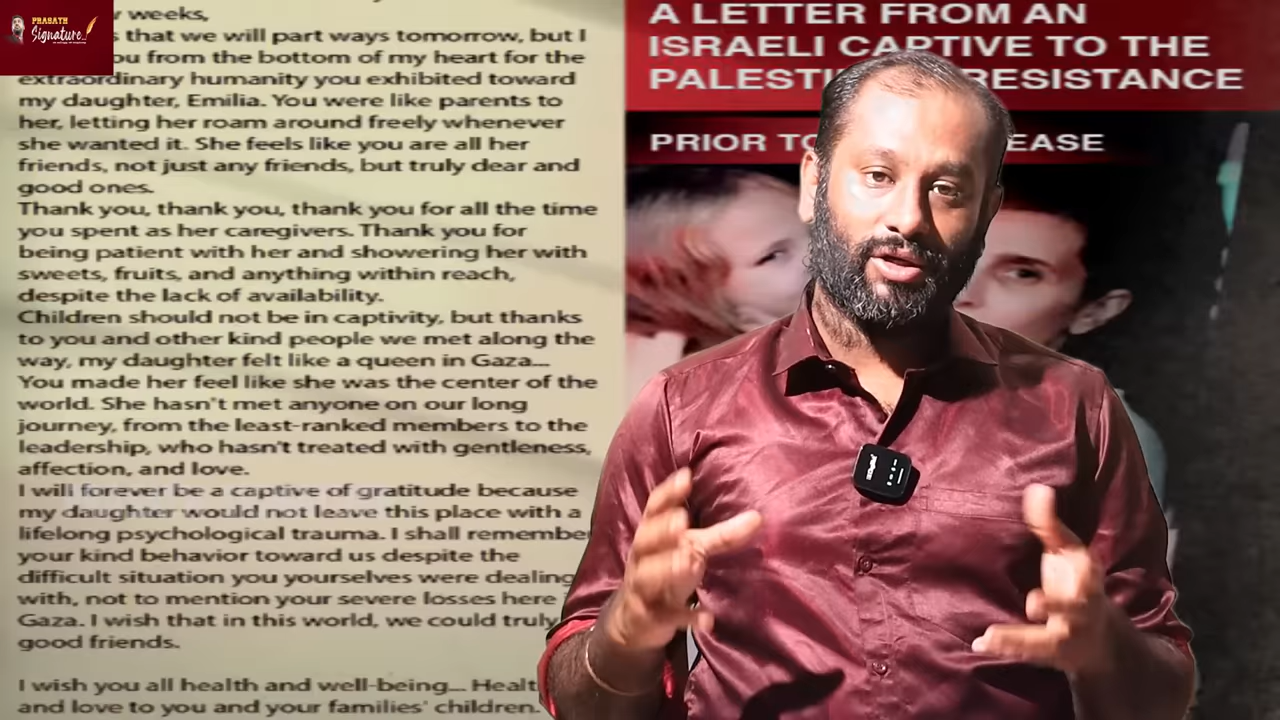 PRASATH
Signature..!
weeks,
that we will part ways tomorrow, but I
from the bottom of my heart for the
extraordinary humanity you exhibited toward
my daughter, Emilia. You were like parents to
her, letting her roam around freely whenever
she wanted it. She feels like you are all her
friends, not just any friends, but truly dear and
good ones.
Thank you, thank you, thank you for all the time
you spent as her caregivers. Thank you for
being patient with her and showering her with
sweets, fruits, and anything within reach,
despite the lack of availability.
Children should not be in captivity, but thanks
to you and other kind people we met along the
way, my daughter felt like a queen in Gaza...
You made her feel like she was the center of the
world. She hasn't met anyone on our long
journey, from the least-ranked members to the
leadership, who hasn't treated with gentleness,
affection, and love.
I will forever be a captive of gratitude because
my daughter would not leave this place with a
lifelong psychological trauma. I shall remember
your kind behavior toward us despite the
difficult situation you yourselves were dealing
with, not to mention your severe losses here
Gaza. I wish that in this world, we could truly
good friends.
I wish you all health and well-being... Healt
and love to you and your families' children.
A LETTER FROM AN
ISRAELI CAPTIVE TO THE
PALESTI RESISTANCE
PRIOR TO EASE